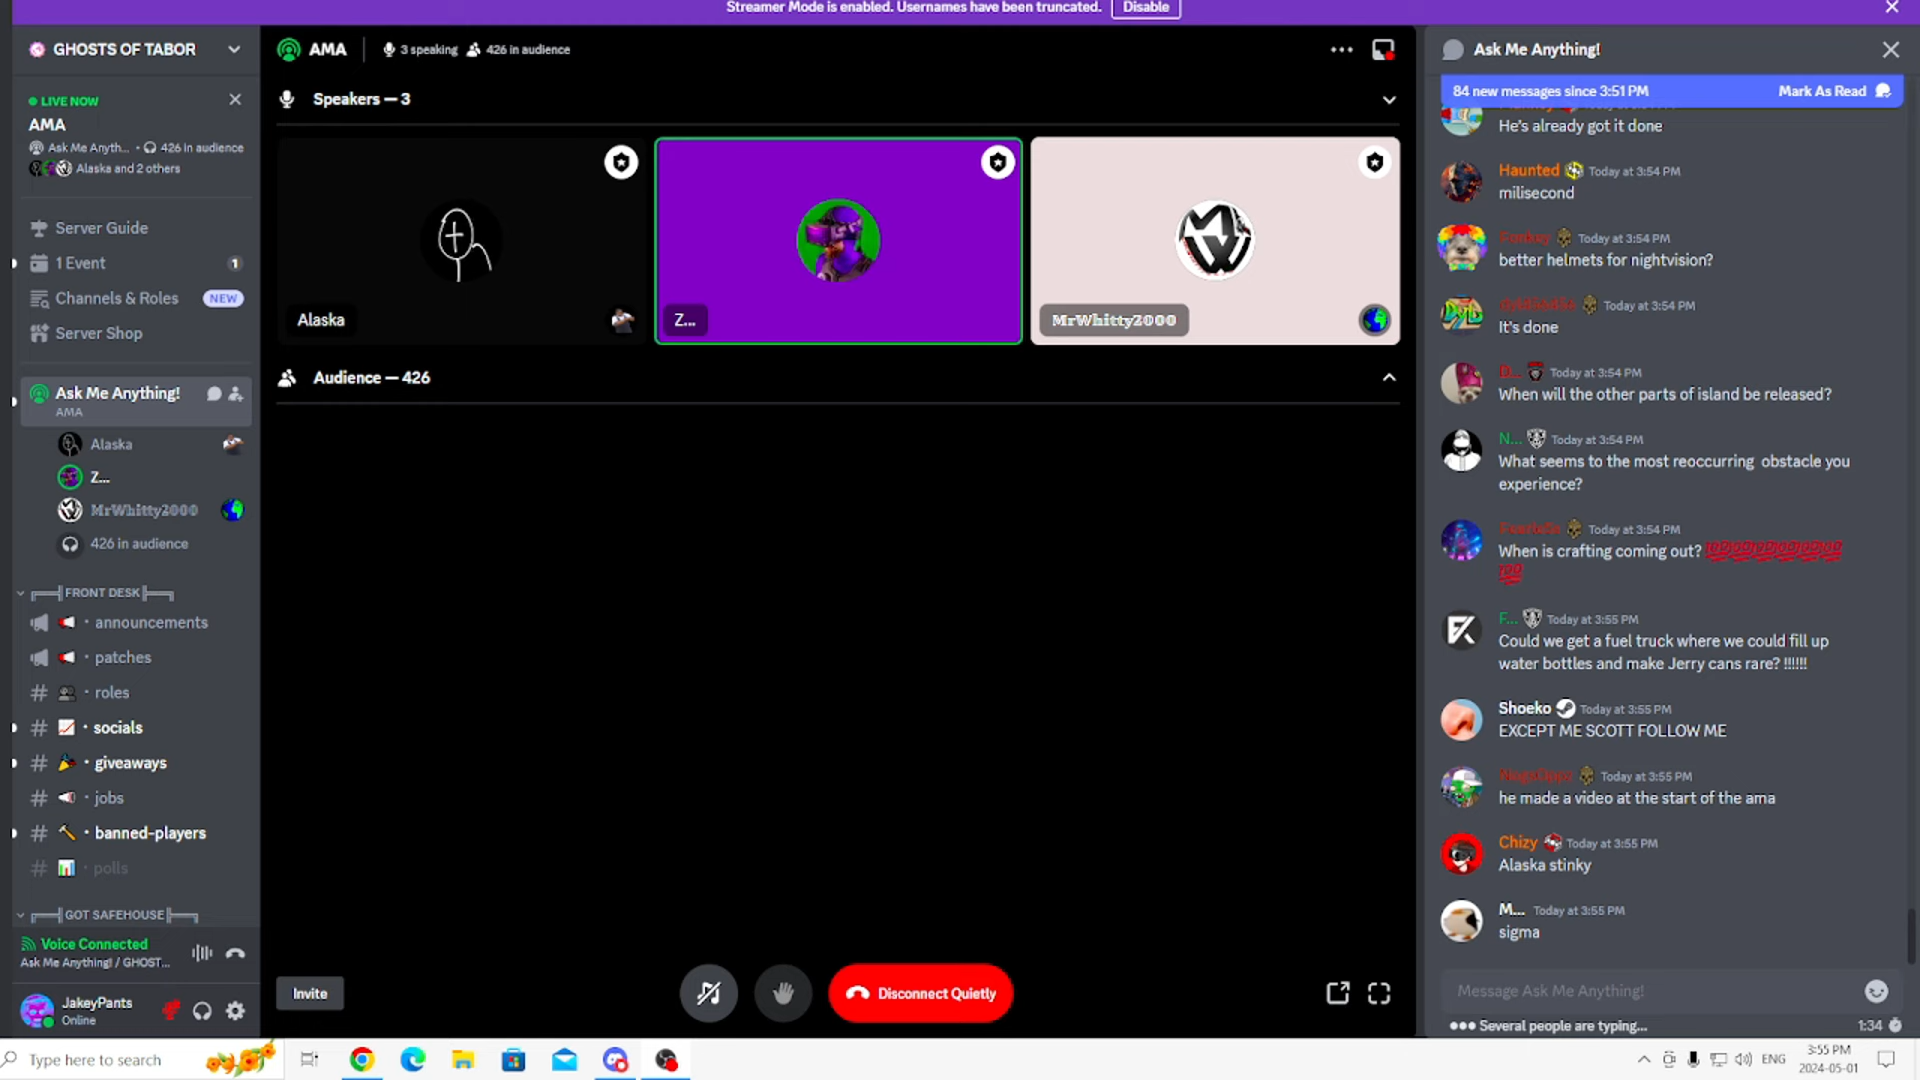 Streamer Mode is enabled. Usernames have been truncated.
Disable
GHOSTS OF TABOR
LIVE NOW
AMA
Ask Me Anyth... • 426 in audience
Alaska and 2 others
Server Guide
1 Event
1
Channels & Roles
NEW
Server Shop
Ask Me Anything!
AMA
Alaska
Z...
MrWhitty2000
426 in audience
FRONT DESK
announcements
patches
roles
socials
giveaways
jobs
banned-players
polls
GOT SAFEHOUSE
Voice Connected
Ask Me Anything! / GHOST...
JakeyPants
Online
AMA
3 speaking
426 in audience
Speakers — 3
Alaska
Z...
MrWhitty2000
Audience — 426
Invite
Disconnect Quietly
Ask Me Anything!
84 new messages since 3:51 PM
Mark As Read
He's already got it done
Haunted Today at 3:54 PM
milisecond
Today at 3:54 PM
better helmets for nightvision?
Today at 3:54 PM
It's done
D... Today at 3:54 PM
When will the other parts of island be released?
N... Today at 3:54 PM
What seems to the most reoccurring obstacle you
experience?
Today at 3:54 PM
When is crafting coming out?
F... Today at 3:55 PM
Could we get a fuel truck where we could fill up
water bottles and make Jerry cans rare? !!!!!!
Shoeko Today at 3:55 PM
EXCEPT ME SCOTT FOLLOW ME
Today at 3:55 PM
he made a video at the start of the ama
Chizy Today at 3:55 PM
Alaska stinky
M... Today at 3:55 PM
sigma
Message Ask Me Anything!
Several people are typing...
1:34
Type here to search
ENG
3:55 PM
2024-05-01